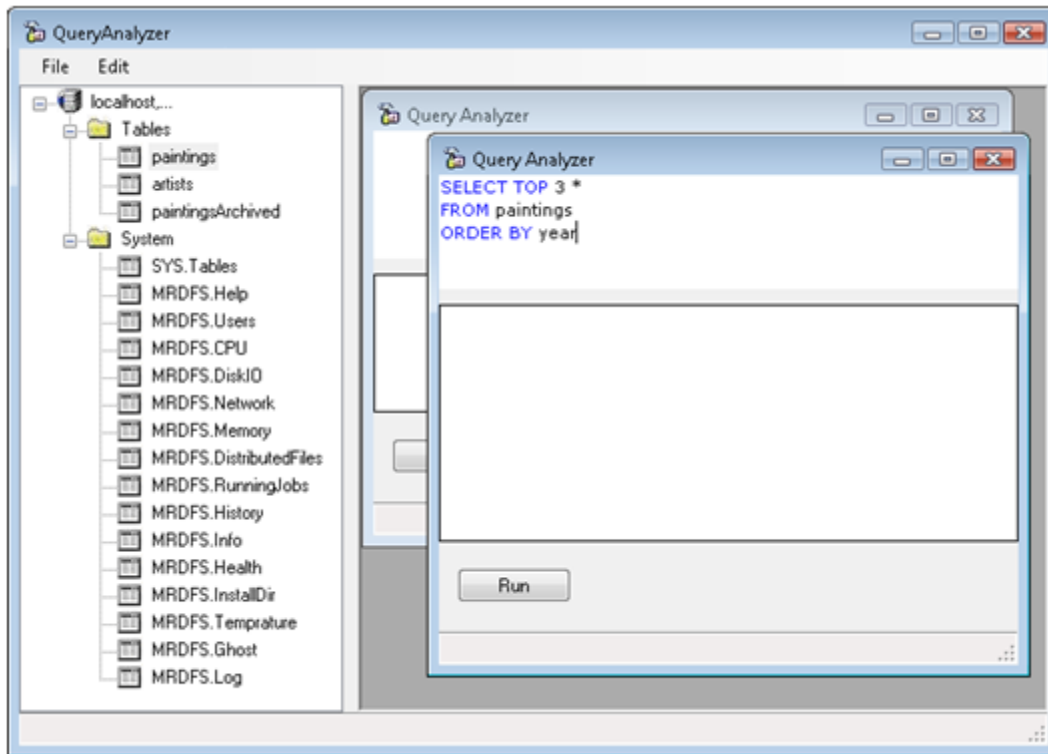 QueryAnalyzer
File Edit
localhost,...
Tables
paintings
artists
paintingsArchived
System
SYS.Tables
MRDFS.Help
MRDFS.Users
MRDFS.CPU
MRDFS.DiskIO
MRDFS.Network
MRDFS.Memory
MRDFS.DistributedFiles
MRDFS.RunningJobs
MRDFS.History
MRDFS.Info
MRDFS.Health
MRDFS.InstallDir
MRDFS.Temprature
MRDFS.Ghost
MRDFS.Log
Query Analyzer
Query Analyzer
SELECT TOP 3 *
FROM paintings
ORDER BY year
Run